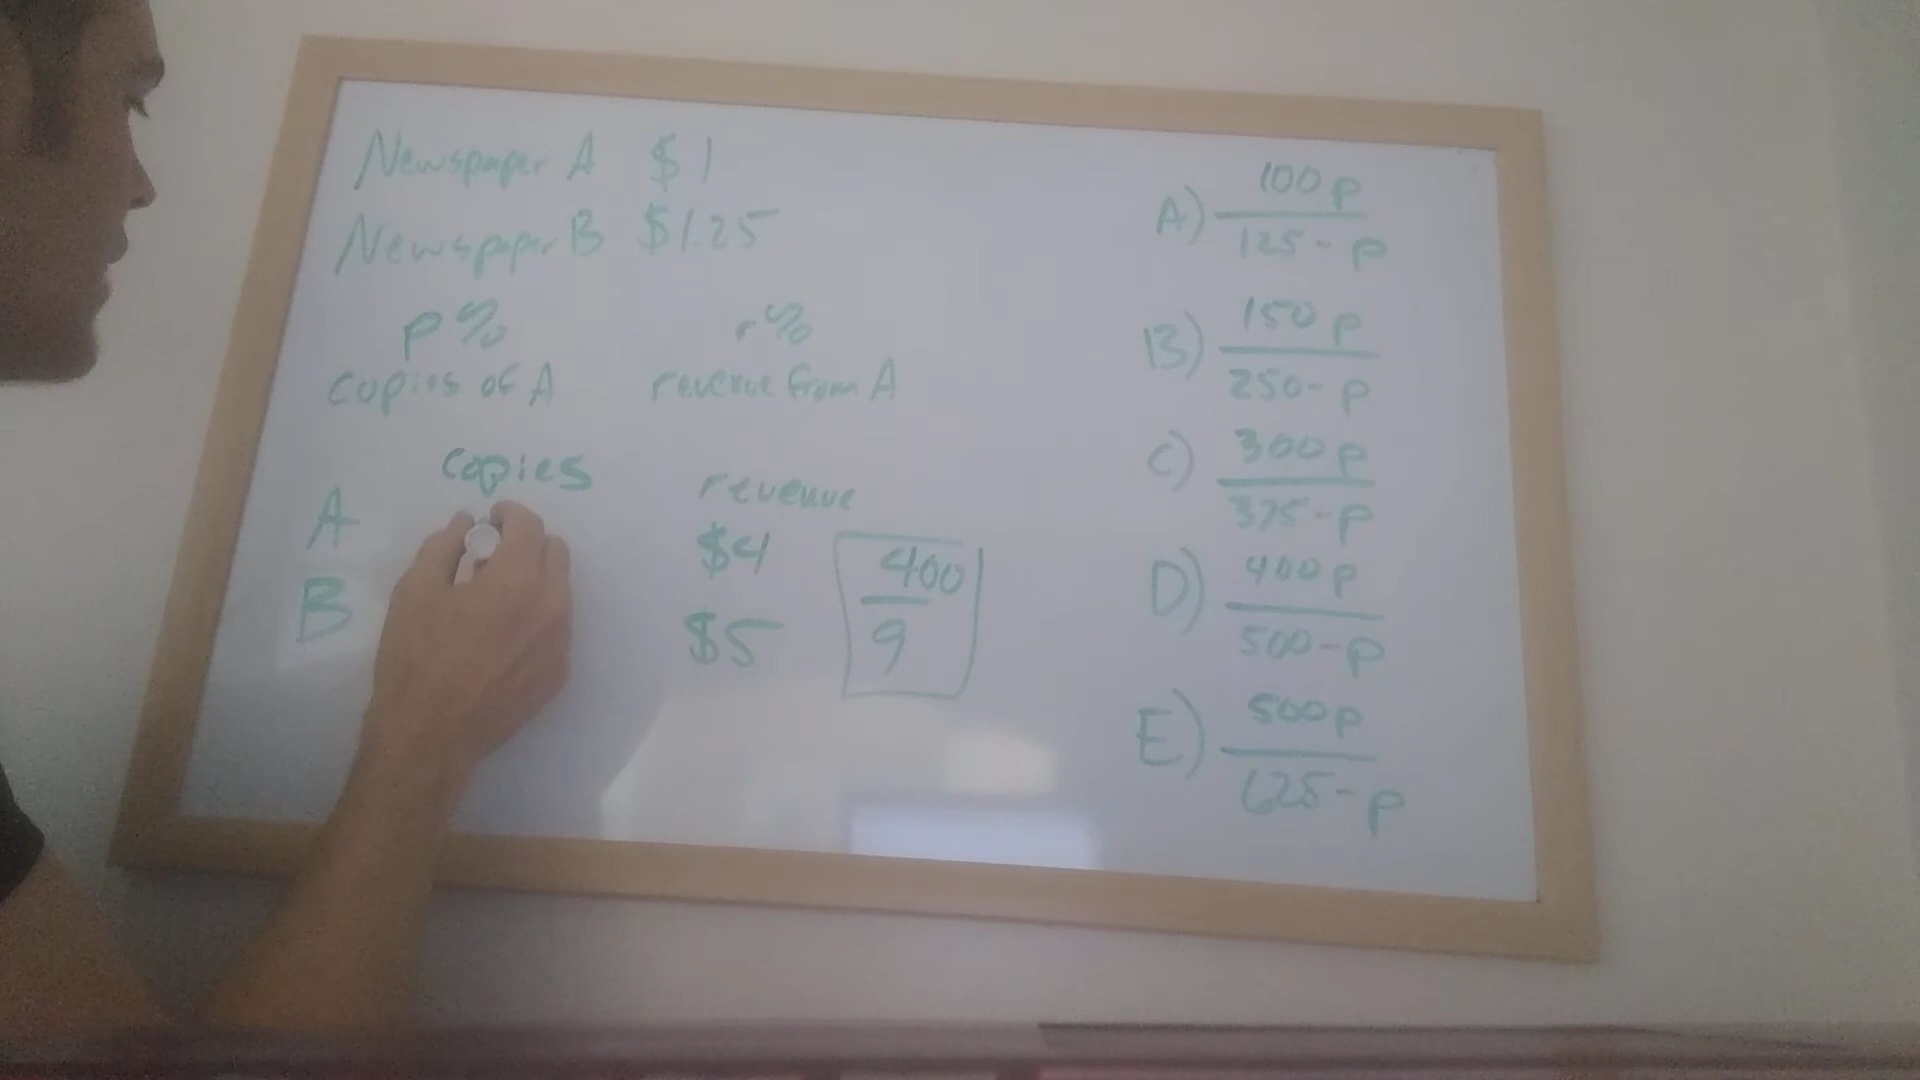 Newspaper A $1
Newspaper B $1.25
p% r%
copies of A revenue from A
copies revenue
A $4
B $5
400
9
A) 100p
125-p
B) 150p
250-p
C) 300p
375-p
D) 400p
500-p
E) 500p
625-p